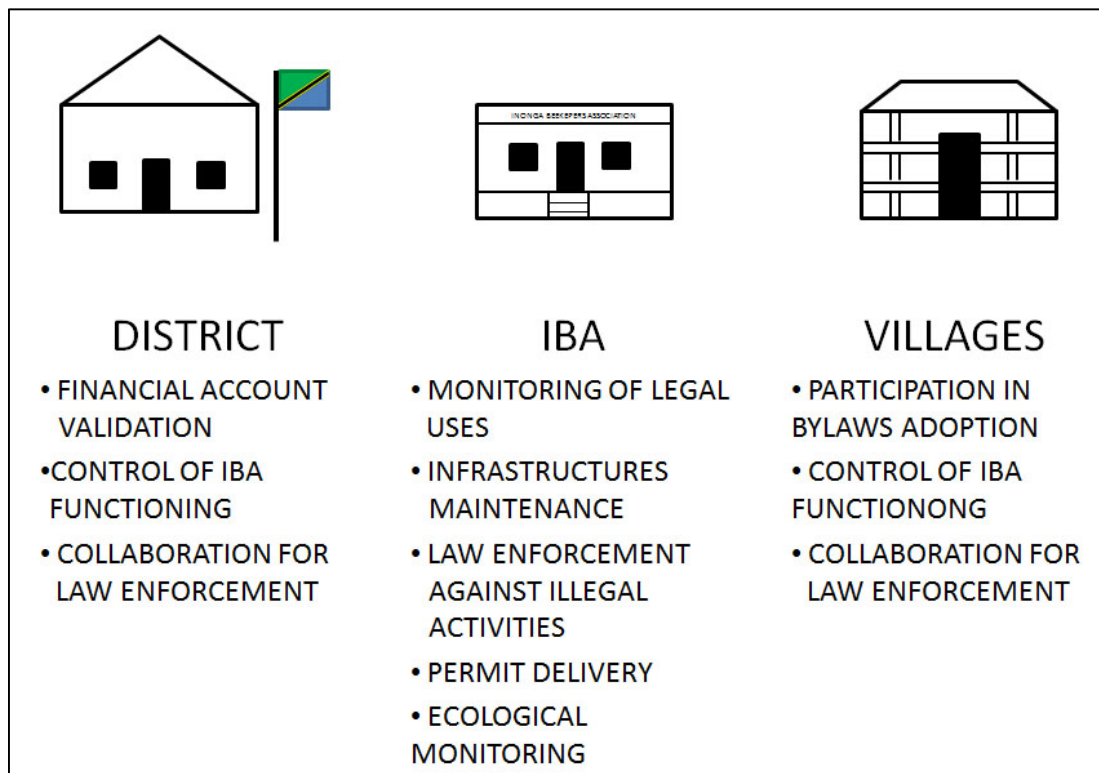 INONGA BEEKEPERS ASSOCIATION
DISTRICT
• FINANCIAL ACCOUNT
VALIDATION
•CONTROL OF IBA
FUNCTIONING
• COLLABORATION FOR
LAW ENFORCEMENT
IBA
• MONITORING OF LEGAL
USES
• INFRASTRUCTURES
MAINTENANCE
• LAW ENFORCEMENT
AGAINST ILLEGAL
ACTIVITIES
• PERMIT DELIVERY
• ECOLOGICAL
MONITORING
VILLAGES
• PARTICIPATION IN
BYLAWS ADOPTION
• CONTROL OF IBA
FUNCTIONONG
• COLLABORATION FOR
LAW ENFORCEMENT